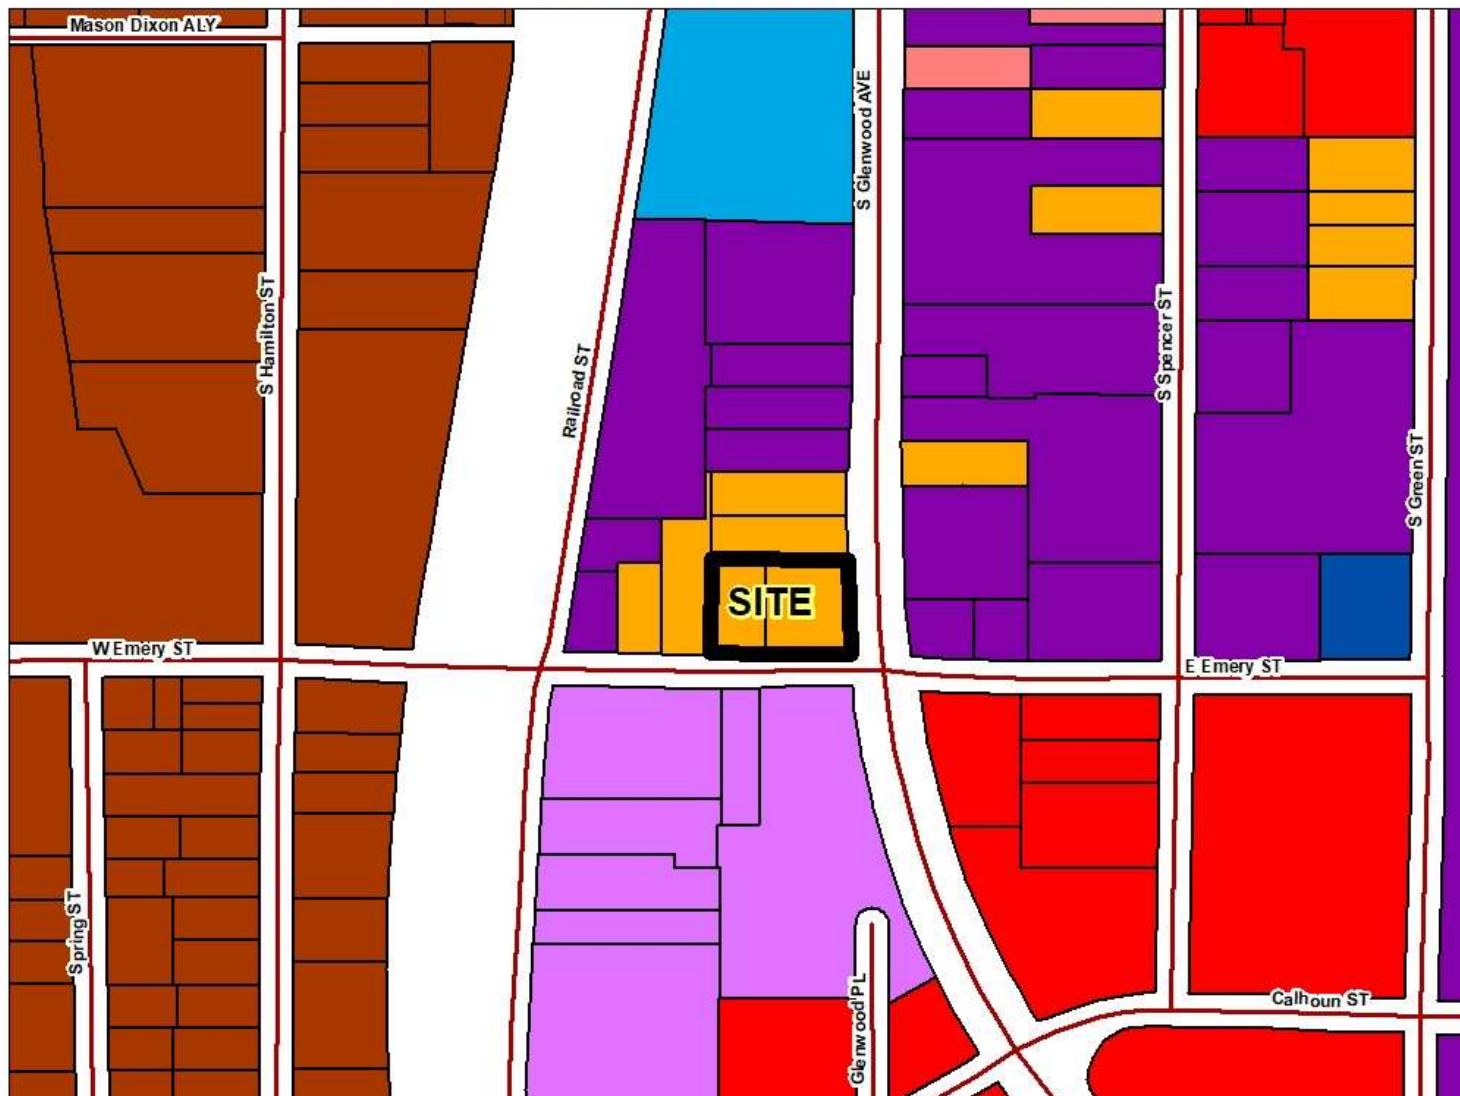 Mason Dixon ALY
S Glenwood AVE
S Hamilton ST
Railroad ST
S Spencer ST
S Green ST
SITE
W Emery ST
E Emery ST
Spring ST
Glenwood PL
Calhoun ST